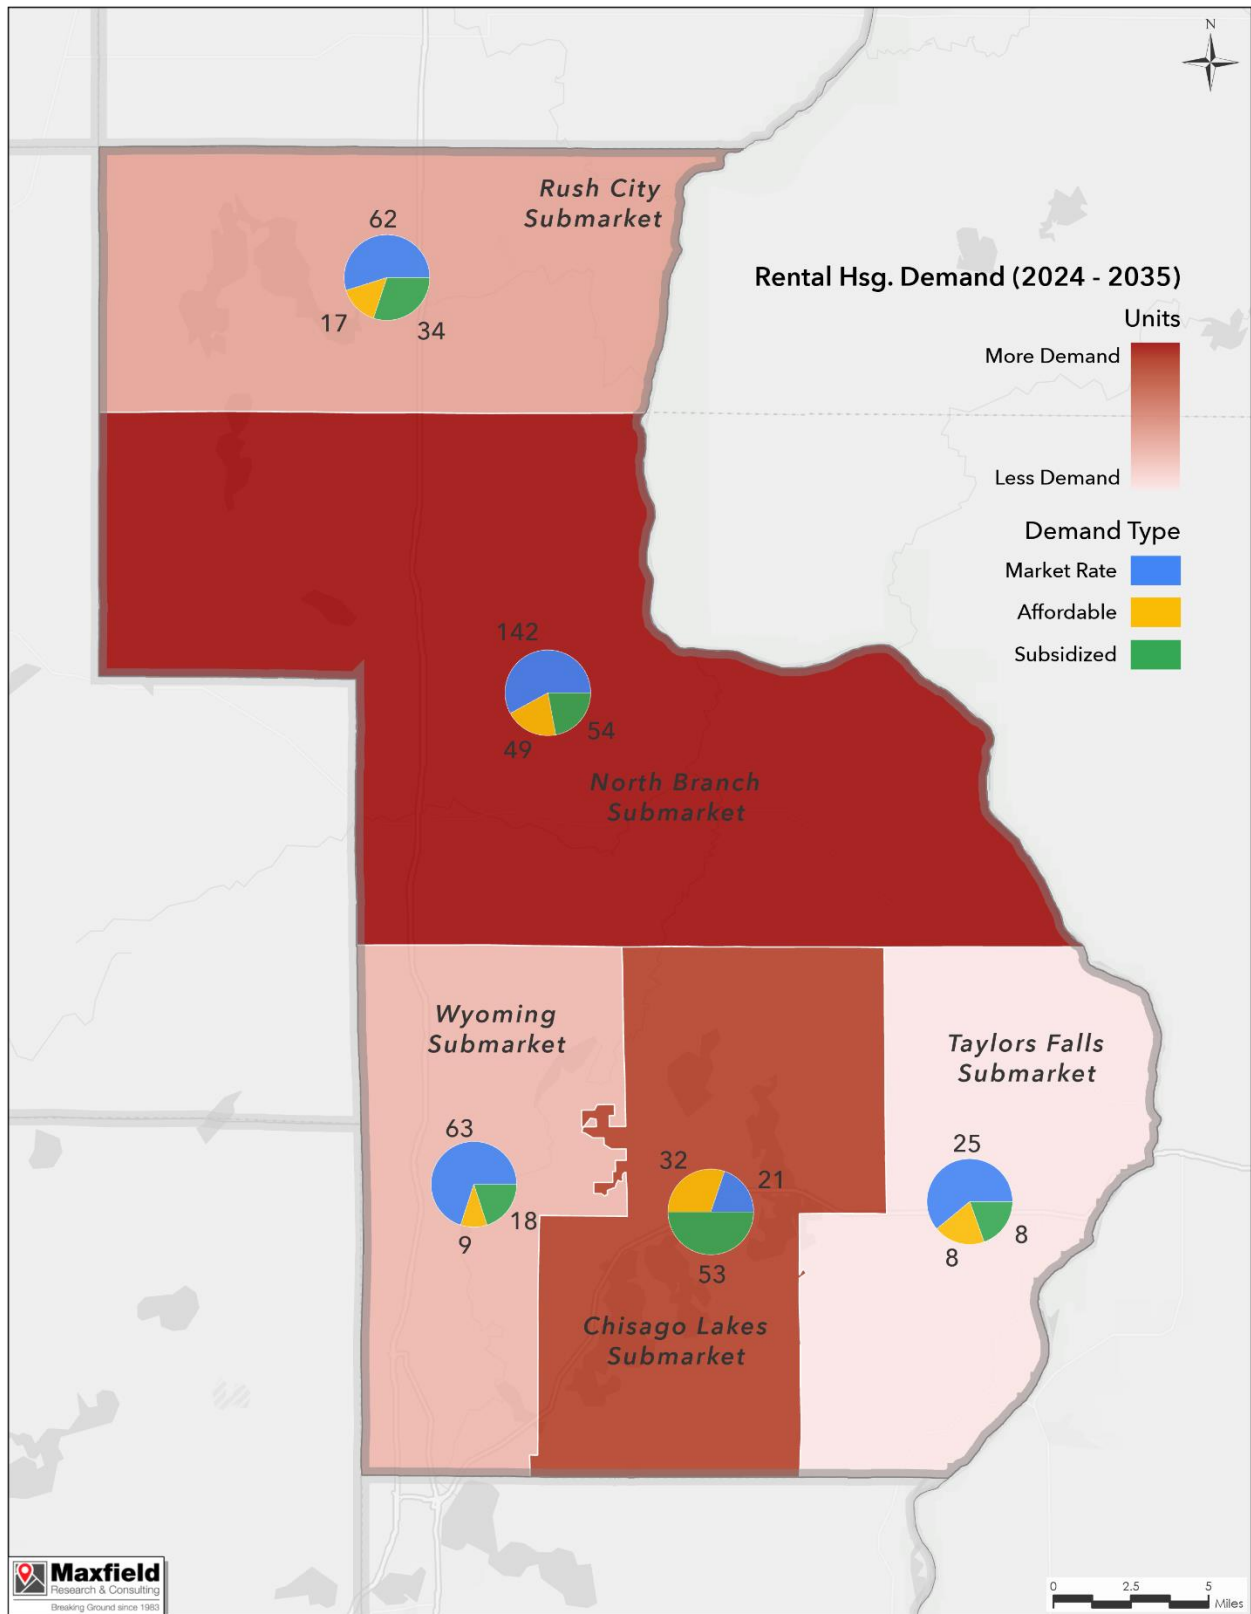 N
Rush City
Submarket
62
17
34
Rental Hsg. Demand (2024 - 2035)
Units
More Demand
Less Demand
Demand Type
Market Rate
Affordable
Subsidized
142
49
54
North Branch
Submarket
Wyoming
Submarket
63
9
18
32
21
53
Chisago Lakes
Submarket
Taylors Falls
Submarket
25
8
8
Maxfield
Research & Consulting
Breaking Ground since 1983
0 2.5 5
Miles